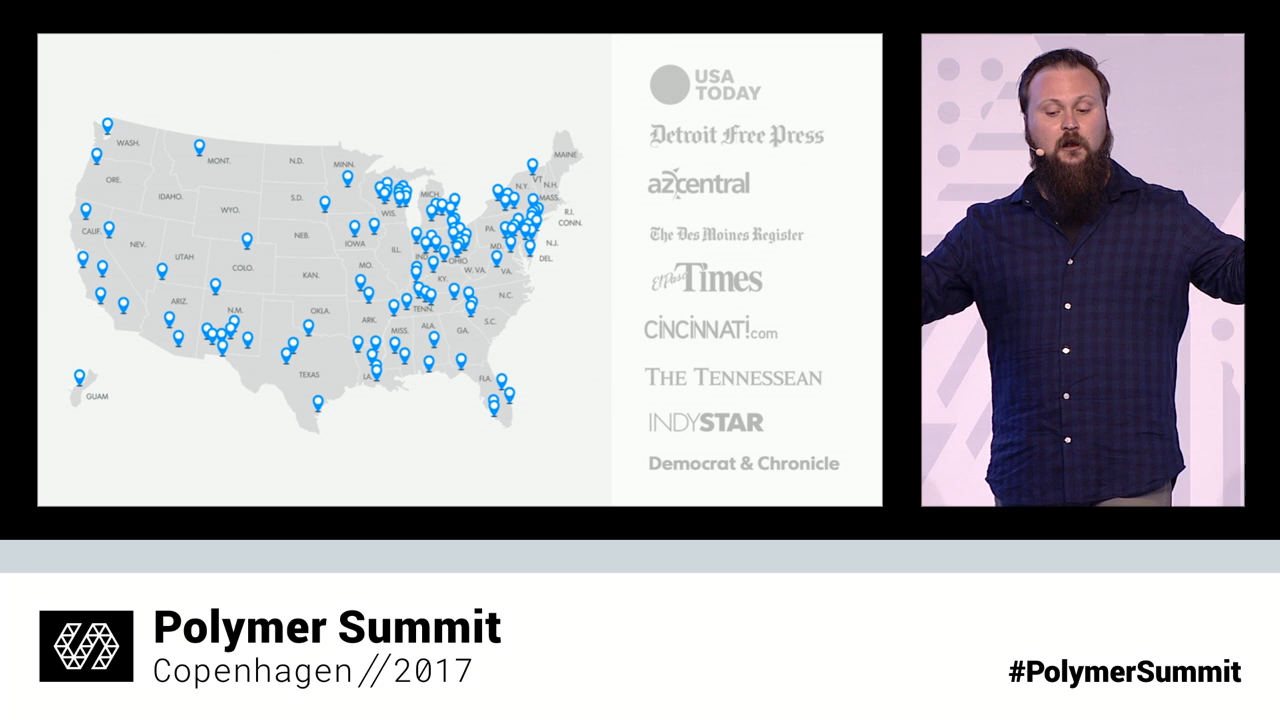 WASH.
MONT.
N.D.
MINN.
MAINE
ORE.
IDAHO.
S.D.
WIS.
MICH.
N.Y.
VT
N.H.
MASS.
R.I.
CONN.
WYO.
CALIF.
NEV.
UTAH
COLO.
NEB.
IOWA
ILL.
IND.
OHIO
PA.
N.J.
MD.
DEL.
KAN.
MO.
KY.
W. VA.
VA.
ARIZ.
N.M.
OKLA.
ARK.
TENN.
N.C.
S.C.
MISS.
ALA.
GA.
TEXAS
LA.
FLA.
GUAM
USA
TODAY
Detroit Free Press
azcentral
The Des Moines Register
El Paso Times
CiNCiNNATi!.com
THE TENNESSEAN
INDYSTAR
Democrat & Chronicle
Polymer Summit
Copenhagen//2017
#PolymerSummit